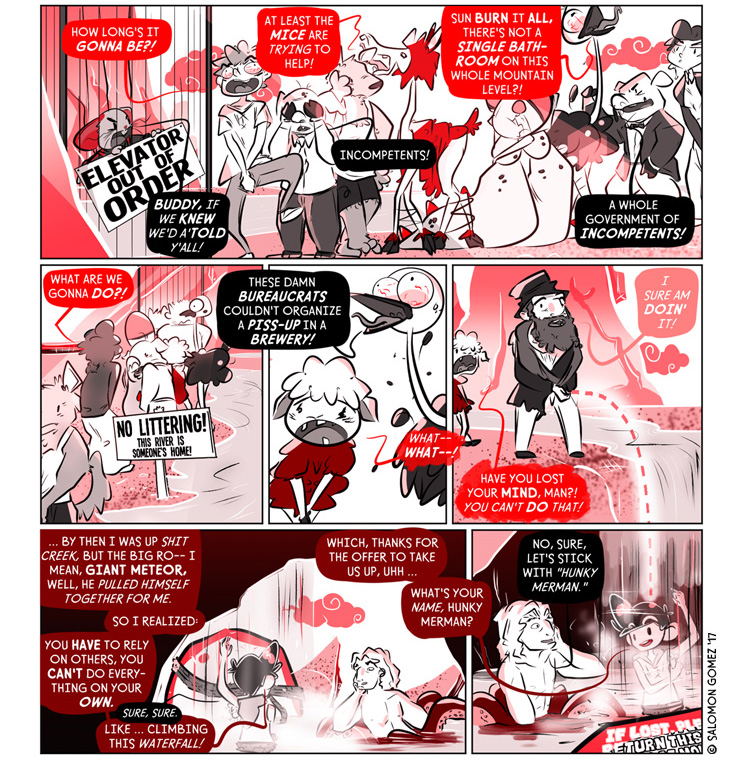 HOW LONG'S IT
GONNA BE?!
ELEVATOR
OUT OF
ORDER
BUDDY, IF
WE KNEW
WE'D A'TOLD
Y'ALL!
AT LEAST THE
MICE ARE
TRYING TO
HELP!
INCOMPETENTS!
SUN BURN IT ALL,
THERE'S NOT A
SINGLE BATH-
ROOM ON THIS
WHOLE MOUNTAIN
LEVEL?!
A WHOLE
GOVERNMENT OF
INCOMPETENTS!
WHAT ARE WE
GONNA DO?!
NO LITTERING!
THIS RIVER IS
SOMEONE'S HOME!
THESE DAMN
BUREAUCRATS
COULDN'T ORGANIZE
A PISS-UP IN A
BREWERY!
WHAT--
WHAT--!
I
SURE AM
DOIN'
IT!
HAVE YOU LOST
YOUR MIND, MAN?!
YOU CAN'T DO THAT!
... BY THEN I WAS UP SHIT
CREEK, BUT THE BIG RO-- I
MEAN, GIANT METEOR,
WELL, HE PULLED HIMSELF
TOGETHER FOR ME.
SO I REALIZED:
YOU HAVE TO RELY
ON OTHERS, YOU
CAN'T DO EVERY-
THING ON YOUR
OWN.
SURE, SURE.
LIKE ... CLIMBING
THIS WATERFALL!
WHICH, THANKS FOR
THE OFFER TO TAKE
US UP, UHH ...
WHAT'S YOUR
NAME, HUNKY
MERMAN?
NO, SURE,
LET'S STICK
WITH "HUNKY
MERMAN."
IF LOST, PLE
RETURN THIS
© SALOMON GOMEZ '17